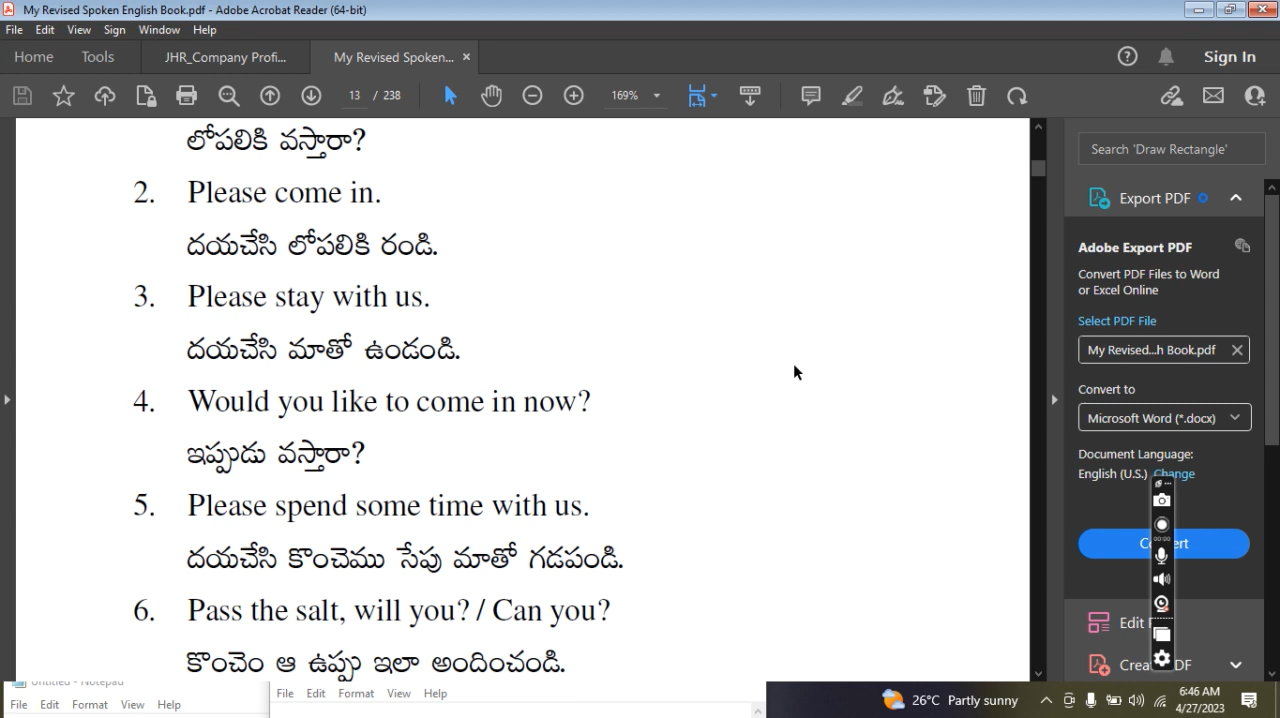 My Revised Spoken English Book.pdf - Adobe Acrobat Reader (64-bit)
File Edit View Sign Window Help
Home Tools JHR_Company Profi... My Revised Spoken... × Sign In
13 / 238 169%
లోపలికి వస్తారా?
2. Please come in.
దయచేసి లోపలికి రండి.
3. Please stay with us.
దయచేసి మాతో ఉండండి.
4. Would you like to come in now?
ఇప్పుడు వస్తారా?
5. Please spend some time with us.
దయచేసి కొంచెము సేపు మాతో గడపండి.
6. Pass the salt, will you? / Can you?
కొంచెం ఆ ఉప్పు ఇలా అందించండి.
Search 'Draw Rectangle'
Export PDF
Adobe Export PDF
Convert PDF Files to Word
or Excel Online
Select PDF File
My Revised...h Book.pdf
Convert to
Microsoft Word (*.docx)
Document Language:
English (U.S.) Change
00:00
Untitled - Notepad
File Edit Format View Help
File Edit Format View Help
26°C Partly sunny
6:46 AM
4/27/2023